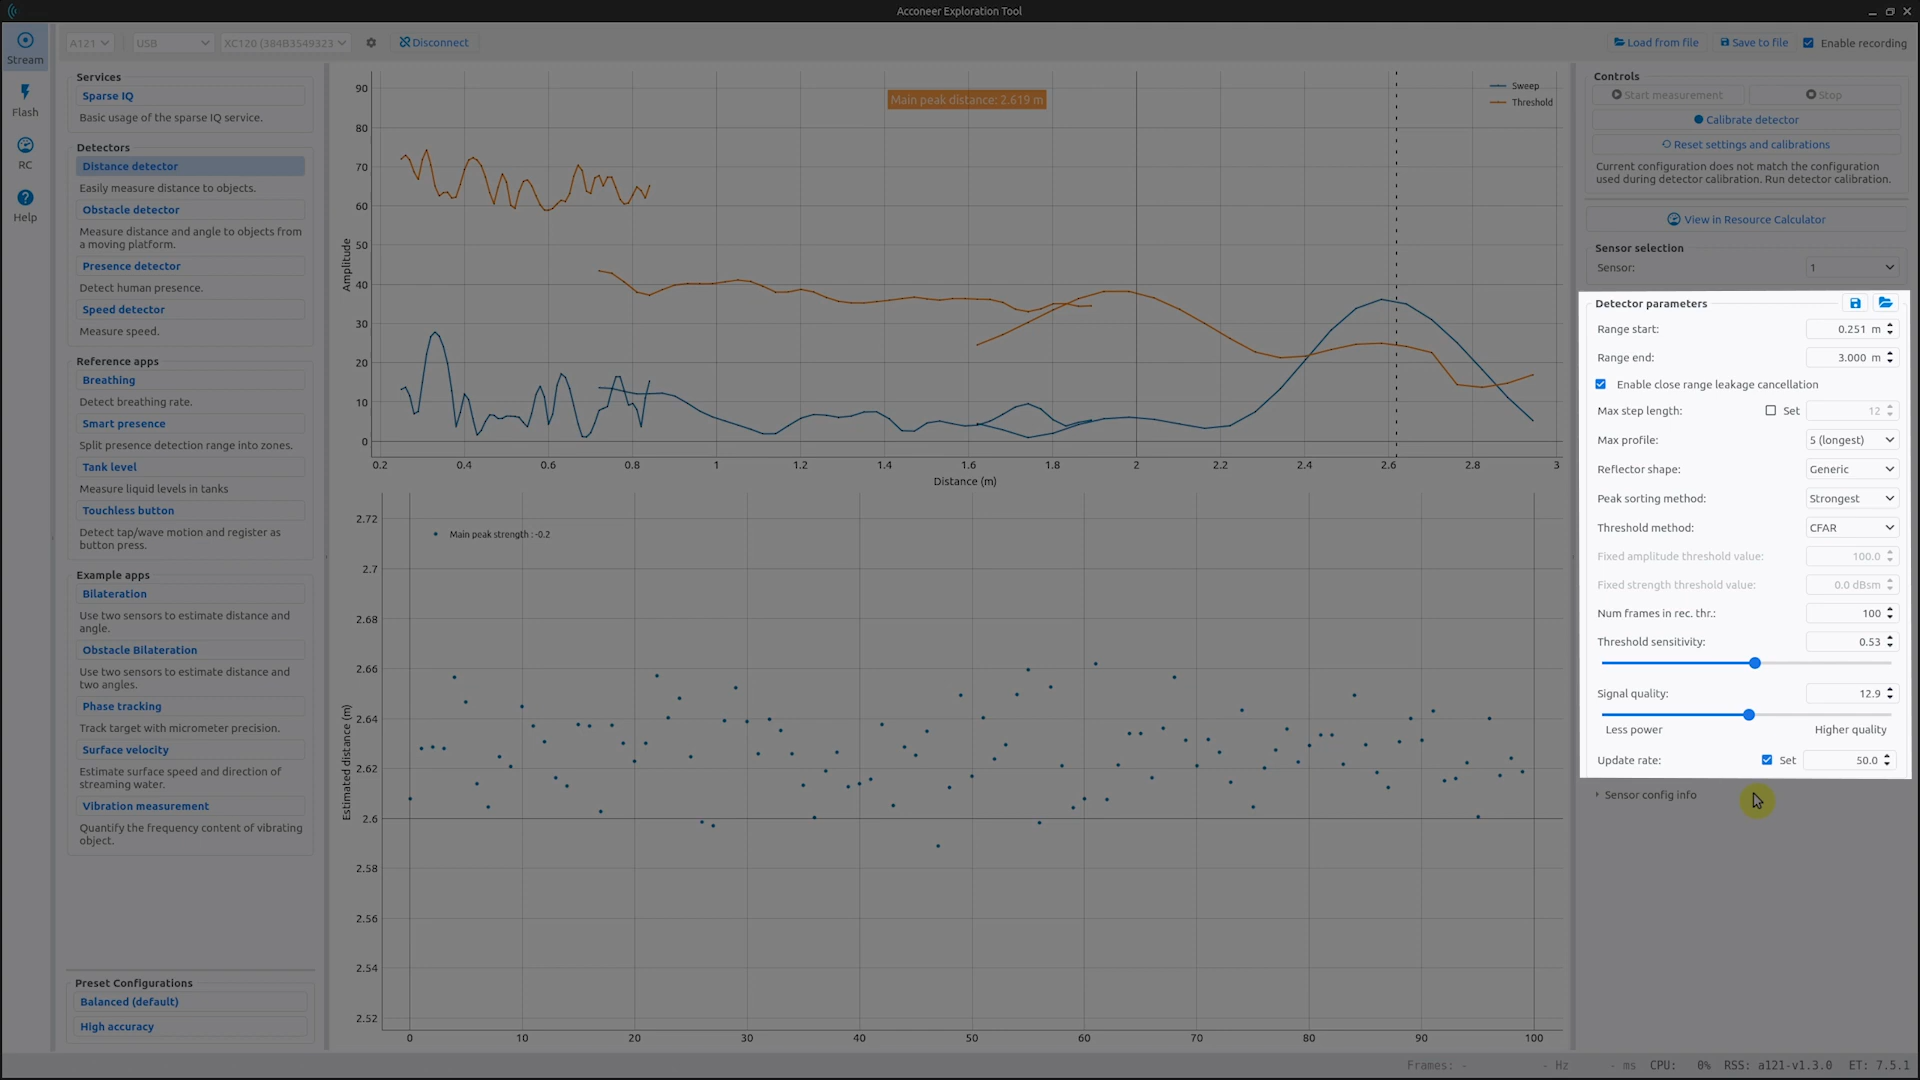 Acconeer Exploration Tool
Stream
Flash
RC
Help
A121
USB
XC120 (384B3549323
Disconnect
Load from file
Save to file
Enable recording
Services
Sparse IQ
Basic usage of the sparse IQ service.
Detectors
Distance detector
Easily measure distance to objects.
Obstacle detector
Measure distance and angle to objects from
a moving platform.
Presence detector
Detect human presence.
Speed detector
Measure speed.
Reference apps
Breathing
Detect breathing rate.
Smart presence
Split presence detection range into zones.
Tank level
Measure liquid levels in tanks
Touchless button
Detect tap/wave motion and register as
button press.
Example apps
Bilateration
Use two sensors to estimate distance and
angle.
Obstacle Bilateration
Use two sensors to estimate distance and
two angles.
Phase tracking
Track target with micrometer precision.
Surface velocity
Estimate surface speed and direction of
streaming water.
Vibration measurement
Quantify the frequency content of vibrating
object.
Preset Configurations
Balanced (default)
High accuracy
Main peak distance: 2.619 m
Sweep
Threshold
90
80
70
60
50
40
30
20
10
0
Amplitude
0.2 0.4 0.6 0.8 1 1.2 1.4 1.6 1.8 2 2.2 2.4 2.6 2.8 3
Distance (m)
Main peak strength : -0.2
2.72
2.7
2.68
2.66
2.64
2.62
2.6
2.58
2.56
2.54
2.52
Estimated distance (m)
0 10 20 30 40 50 60 70 80 90 100
Controls
Start measurement
Stop
Calibrate detector
Reset settings and calibrations
Current configuration does not match the configuration
used during detector calibration. Run detector calibration.
View in Resource Calculator
Sensor selection
Sensor: 1
Detector parameters
Range start: 0.251 m
Range end: 3.000 m
Enable close range leakage cancellation
Max step length: Set 12
Max profile: 5 (longest)
Reflector shape: Generic
Peak sorting method: Strongest
Threshold method: CFAR
Fixed amplitude threshold value: 100.0
Fixed strength threshold value: 0.0 dBsm
Num frames in rec. thr.: 100
Threshold sensitivity: 0.53
Signal quality: 12.9
Less power Higher quality
Update rate: Set 50.0
Sensor config info
Frames: - - Hz - ms CPU: 0% RSS: a121-v1.3.0 ET: 7.5.1